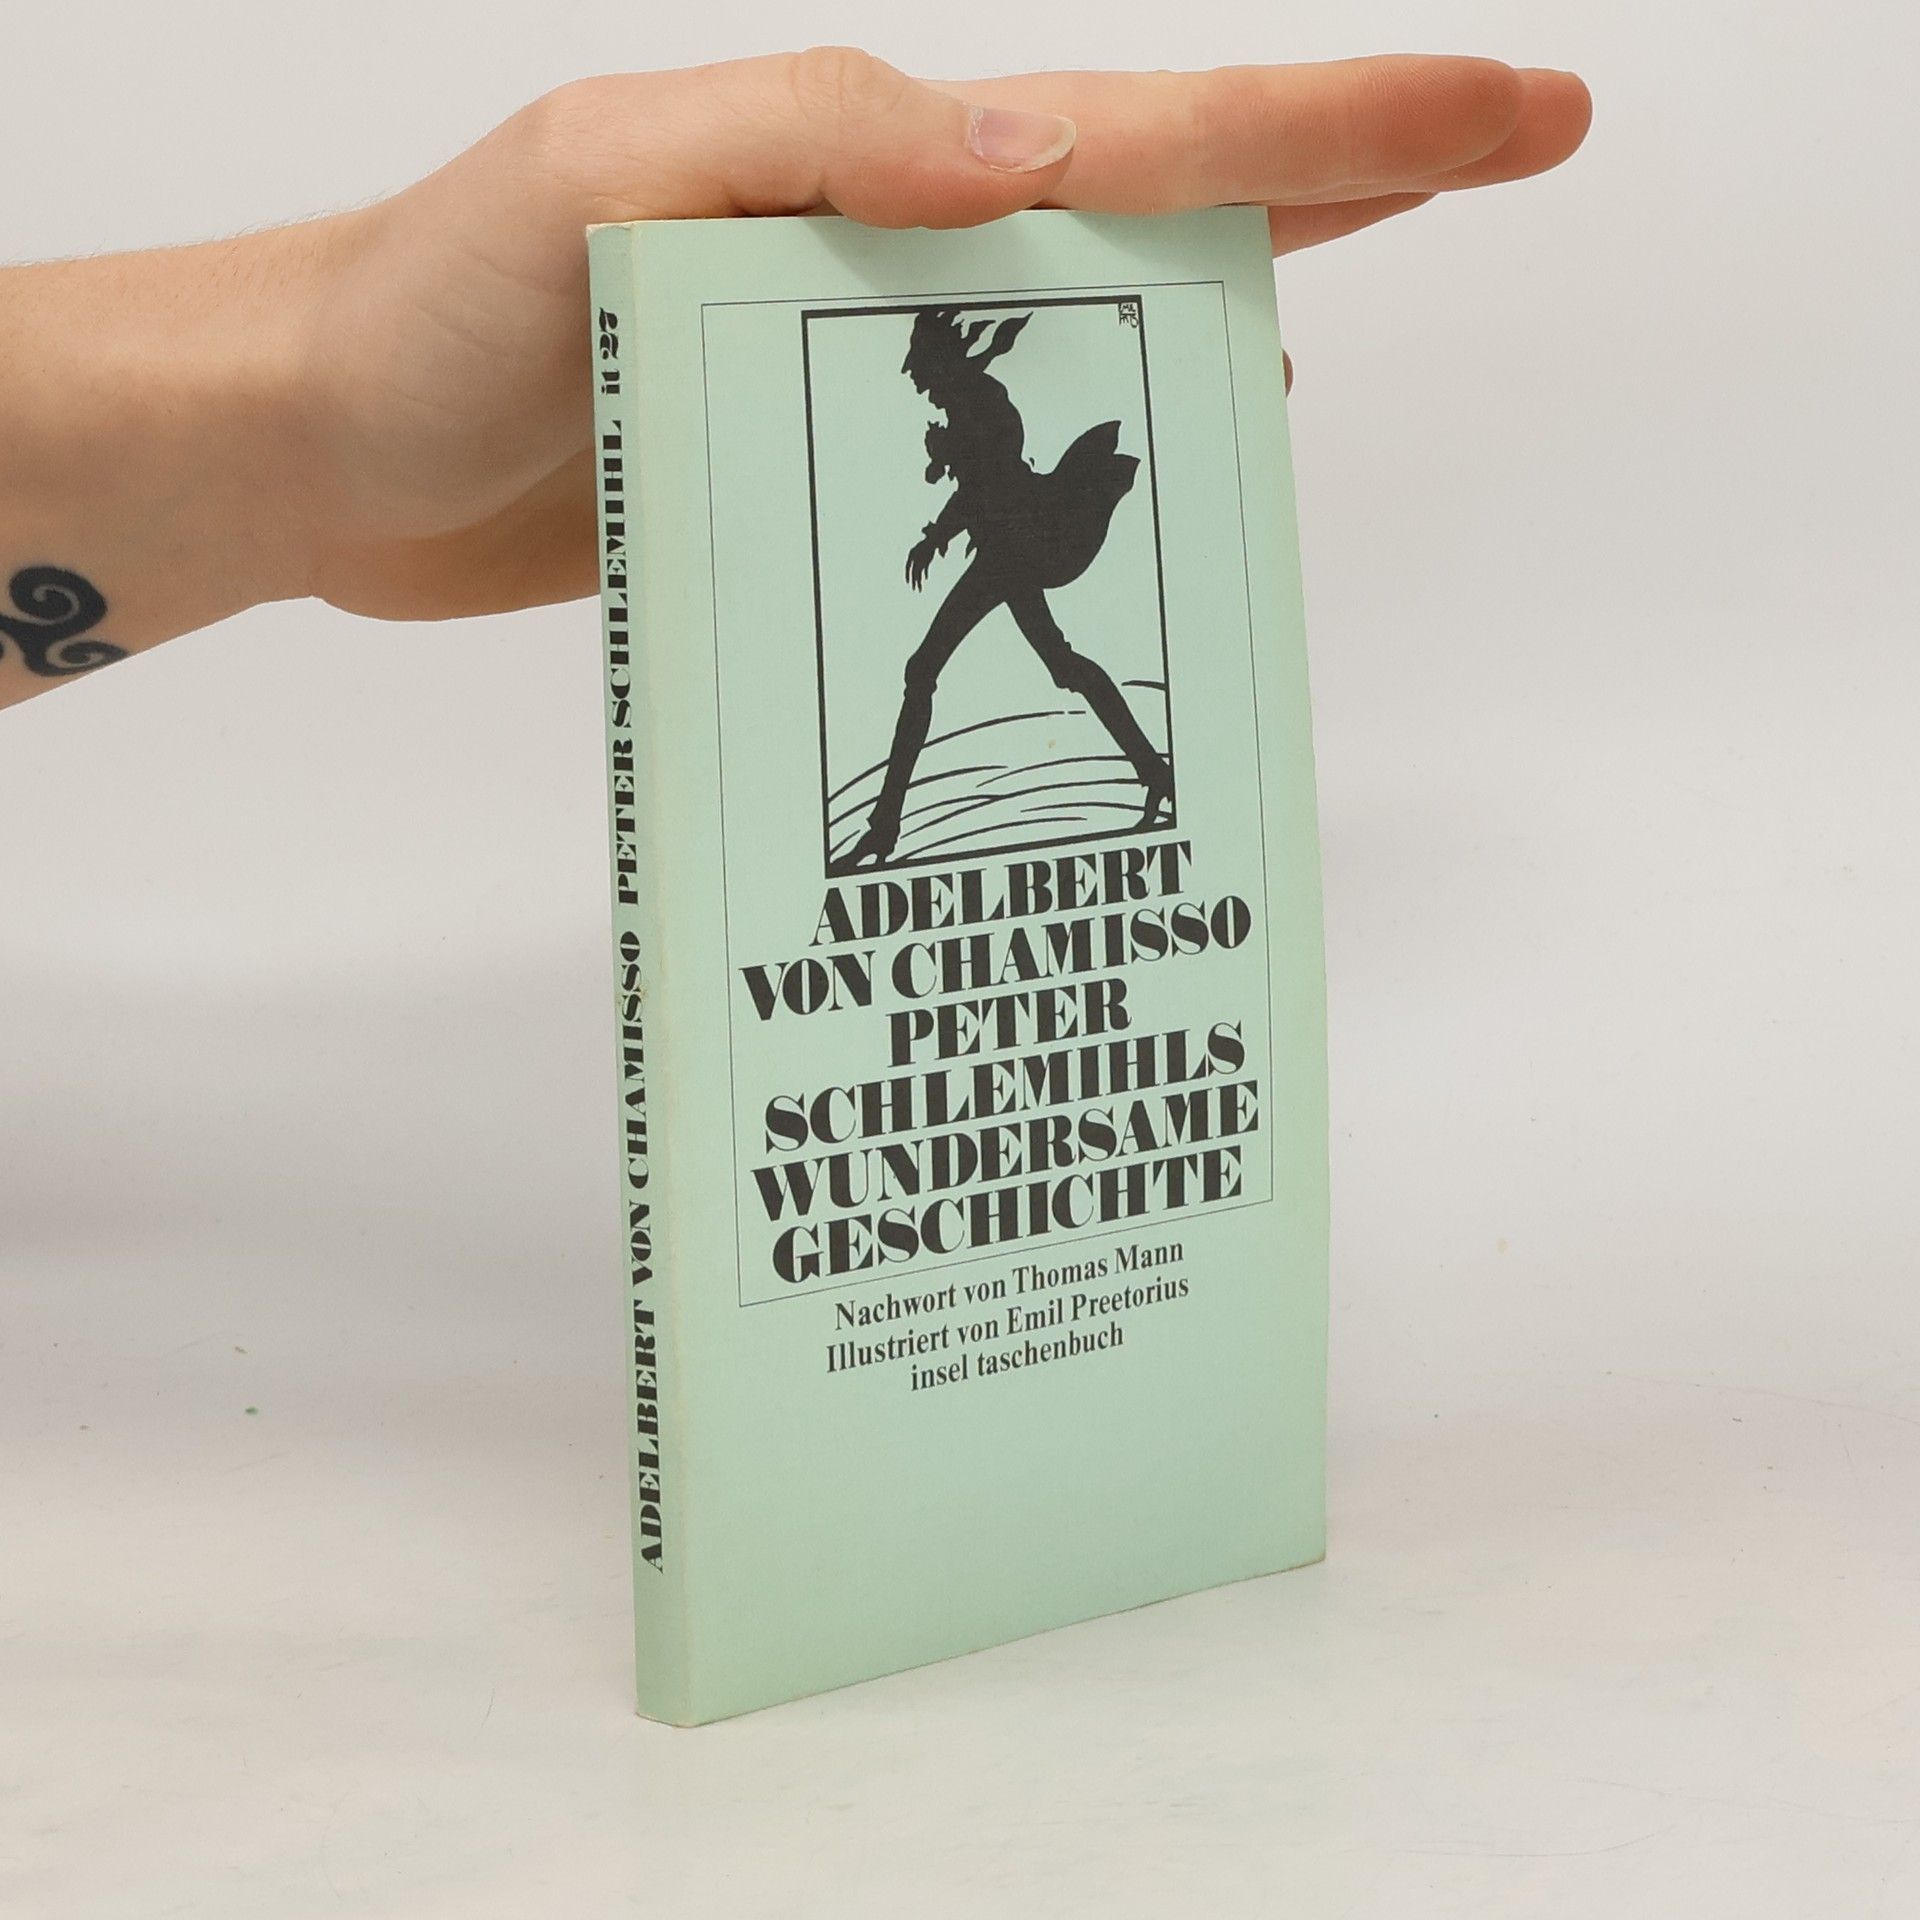 ADELBERT VON CHAMISSO PETER SCHLEMIHL it 27
ADELBERT
VON CHAMISSO
PETER
SCHLEMIHLS
WUNDERSAME
GESCHICHTE
Nachwort von Thomas Mann
Illustriert von Emil Preetorius
insel taschenbuch